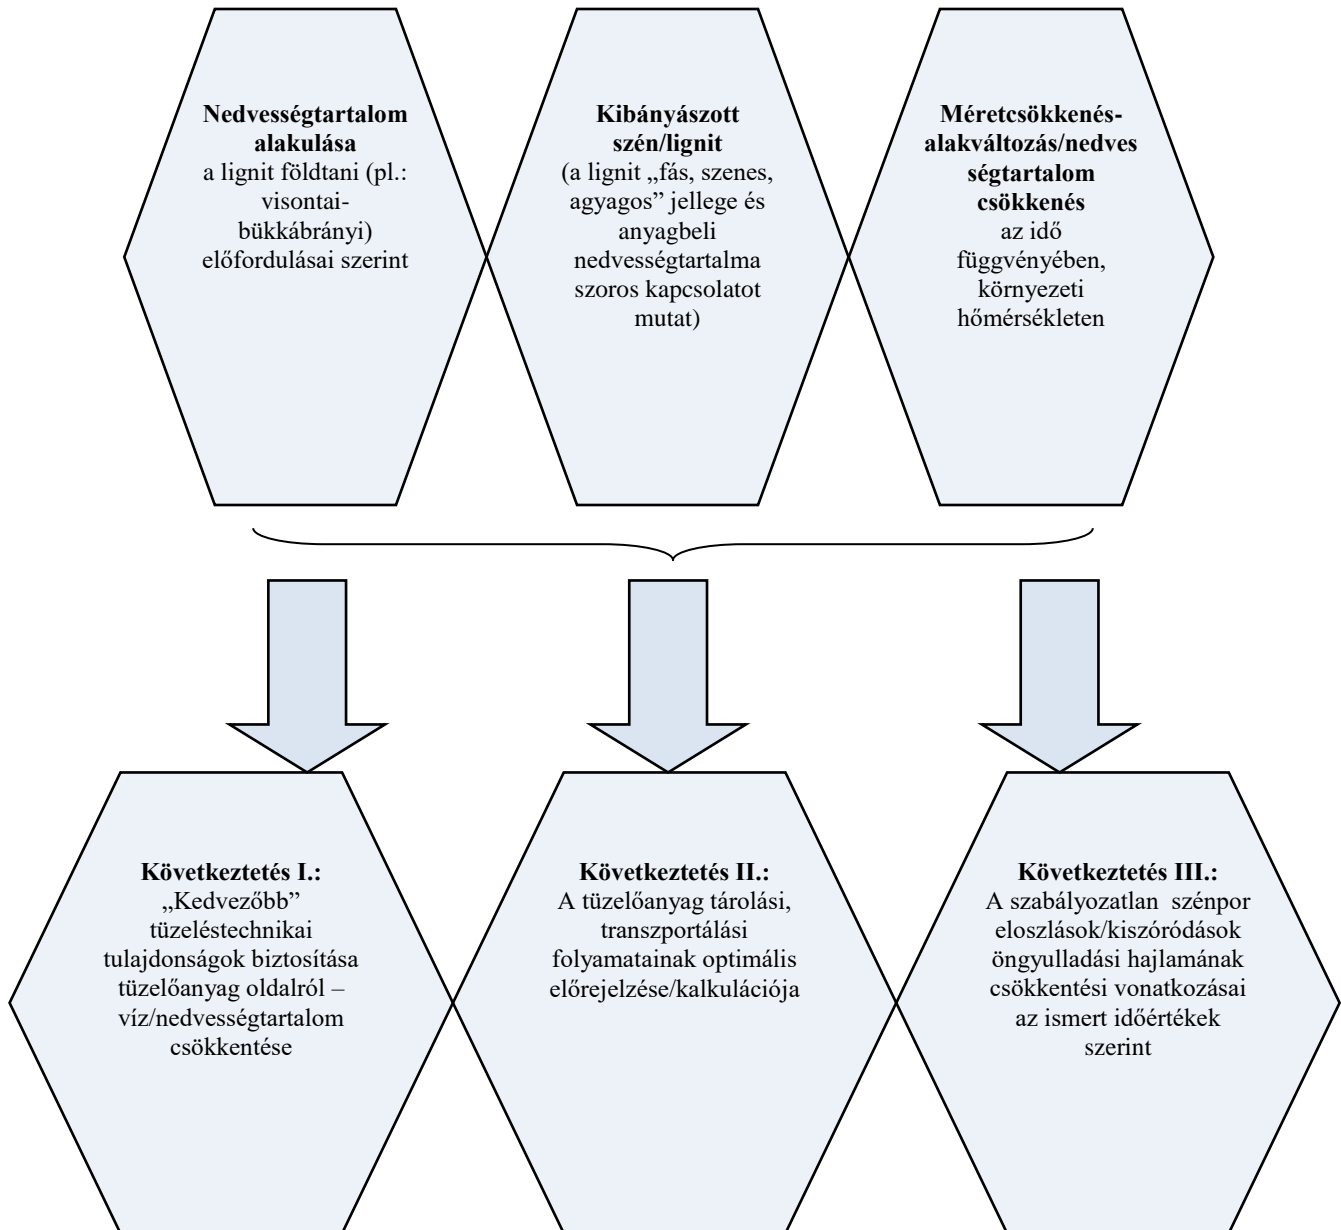 Nedvességtartalom
alakulása
a lignit földtani (pl.:
visontai-
bükkábrányi)
előfordulásai szerint
Kibányászott
szén/lignit
(a lignit „fás, szenes,
agyagos” jellege és
anyagbeli
nedvességtartalma
szoros kapcsolatot
mutat)
Méretcsökkenés-
alakváltozás/nedves
ségtartalom
csökkenés
az idő
függvényében,
környezeti
hőmérsékleten
Következtetés I.:
„Kedvezőbb”
tüzeléstechnikai
tulajdonságok biztosítása
tüzelőanyag oldalról –
víz/nedvességtartalom
csökkentése
Következtetés II.:
A tüzelőanyag tárolási,
transzportálási
folyamatainak optimális
előrejelzése/kalkulációja
Következtetés III.:
A szabályozatlan szénpor
eloszlások/kiszóródások
öngyulladási hajlamának
csökkentési vonatkozásai
az ismert időértékek
szerint